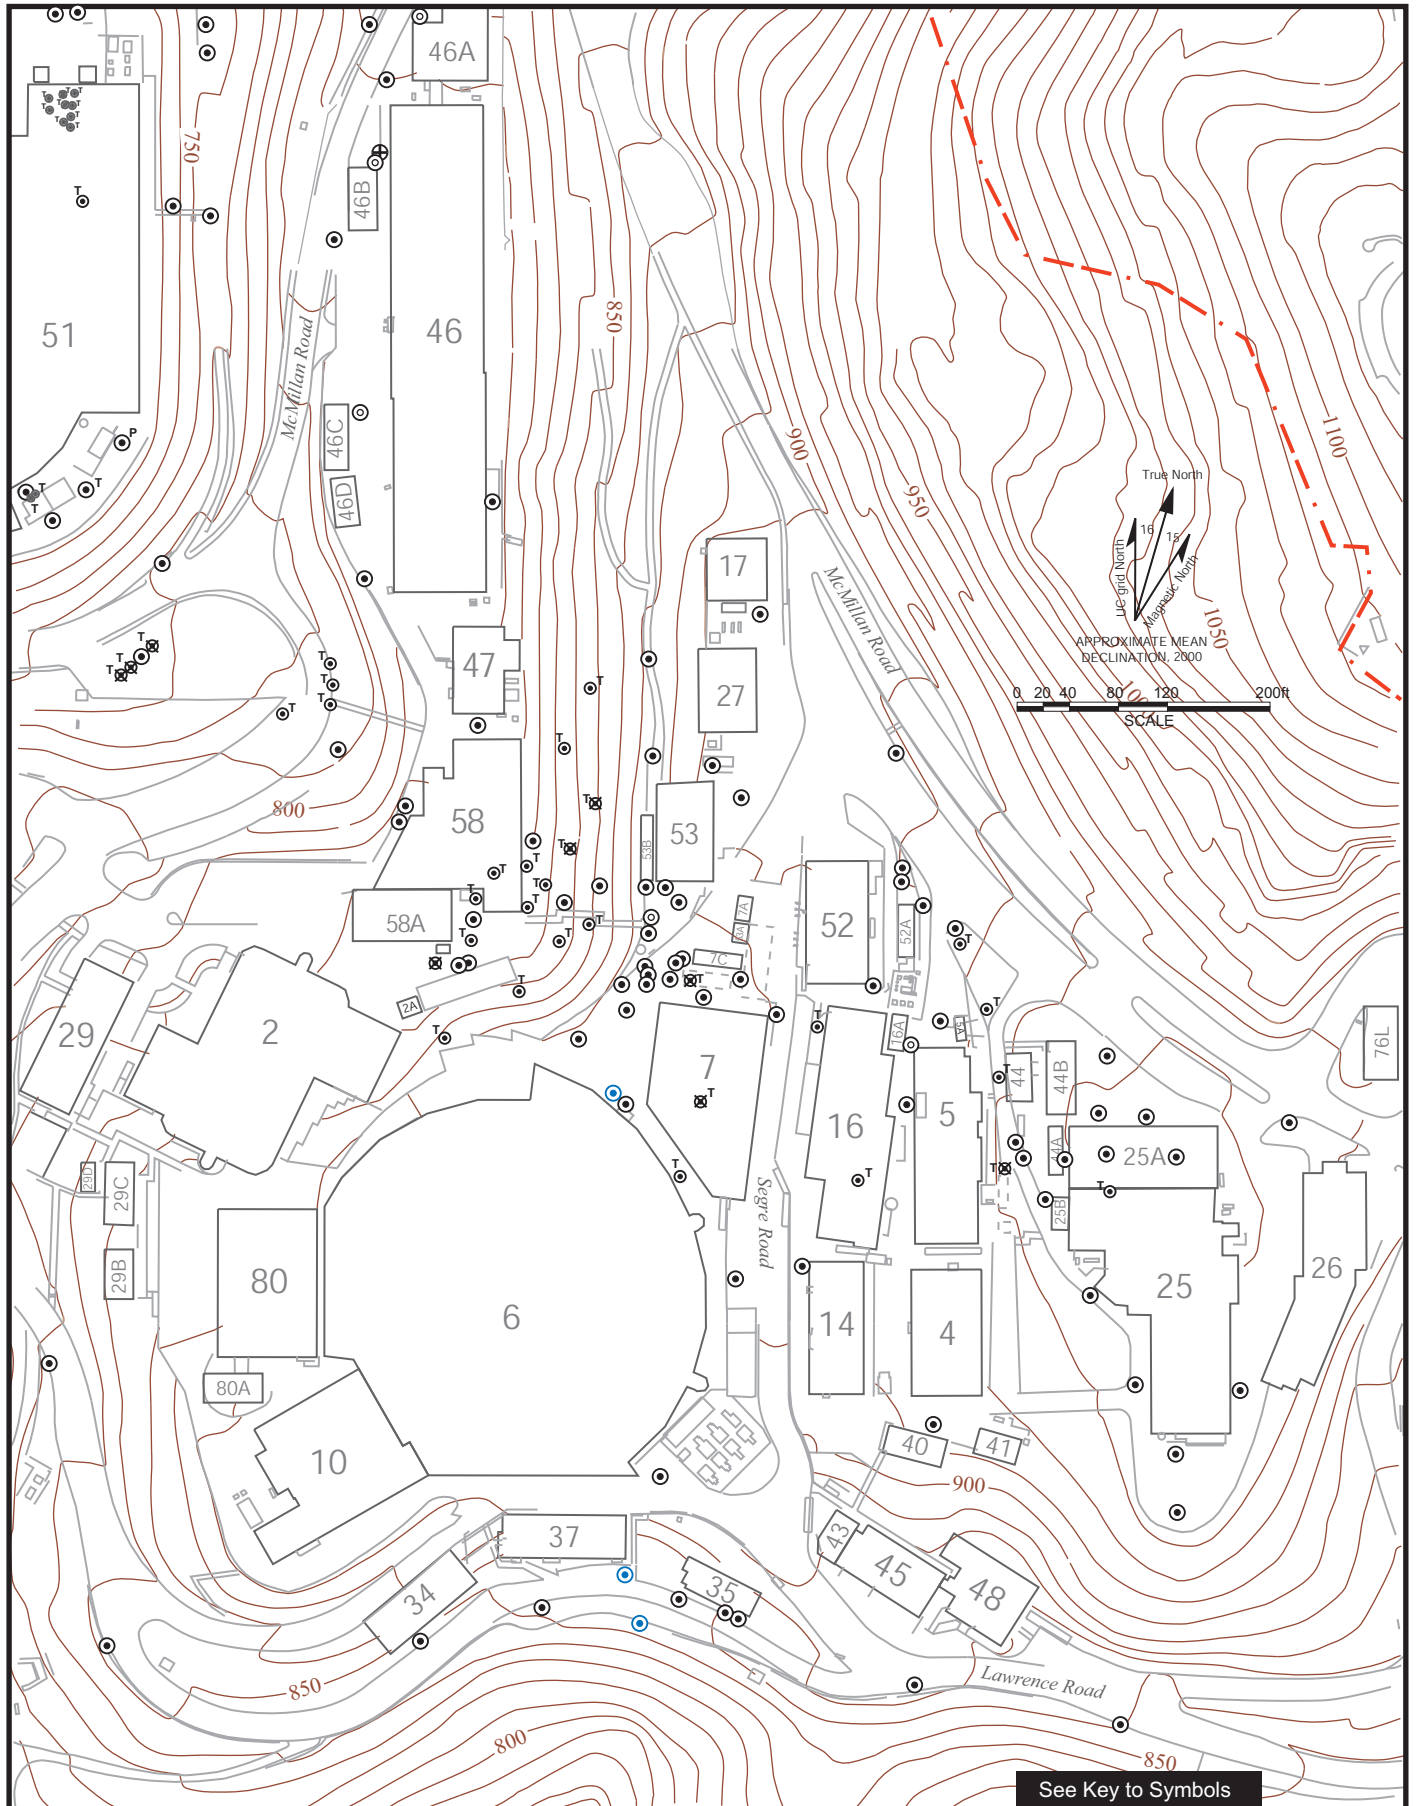 46A
T T
T T
T T
T T
750
T
46B
51
46
850
McMillan Road
46C
P
900
1100
T T
T
46D
950
True North
16 15
UC grid North
Magnetic North
17
McMillan Road
1050
APPROXIMATE MEAN
DECLINATION, 2000
T
T
T
T
T
T
T
47
T
27
0 20 40 80 120 200ft
SCALE
T
T
800
58
53
53B
T
T
T
T
T
T
58A
T
7A
53A
52
52A
T
T
T
7C
T
T
2A
29
2
T
T
T
16A
5A
76L
7
T
T
44
44B
16
5
T
T
44A
25A
T
29D
29C
Segre Road
T
25B
29B
80
6
25
26
14
4
80A
10
40
41
900
37
43
45
34
35
48
850
Lawrence Road
800
850
See Key to Symbols